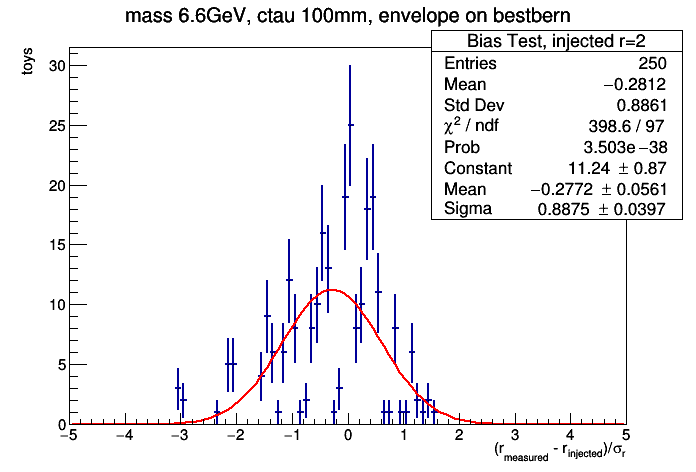 mass 6.6GeV, ctau 100mm, envelope on bestbern
toys
Bias Test, injected r=2
Entries 250
Mean −0.2812
Std Dev 0.8861
χ² / ndf 398.6 / 97
Prob 3.503e−38
Constant 11.24 ± 0.87
Mean −0.2772 ± 0.0561
Sigma 0.8875 ± 0.0397
30
25
20
15
10
5
0
−5 −4 −3 −2 −1 0 1 2 3 4 5
(r_measured - r_injected)/σ_r